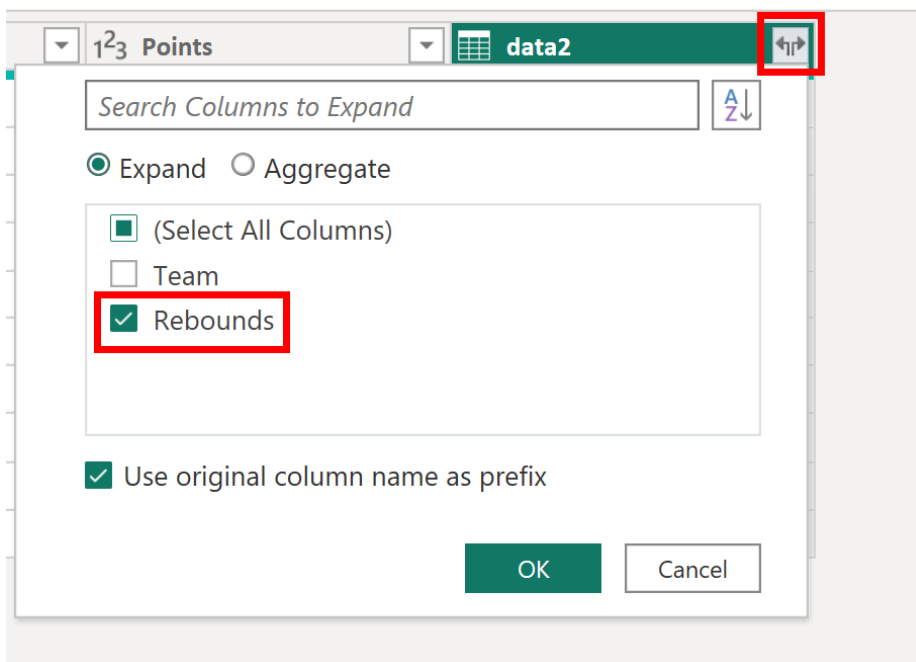 123 Points data2
Search Columns to Expand AZ
Expand Aggregate
(Select All Columns)
Team
Rebounds
Use original column name as prefix
OK Cancel